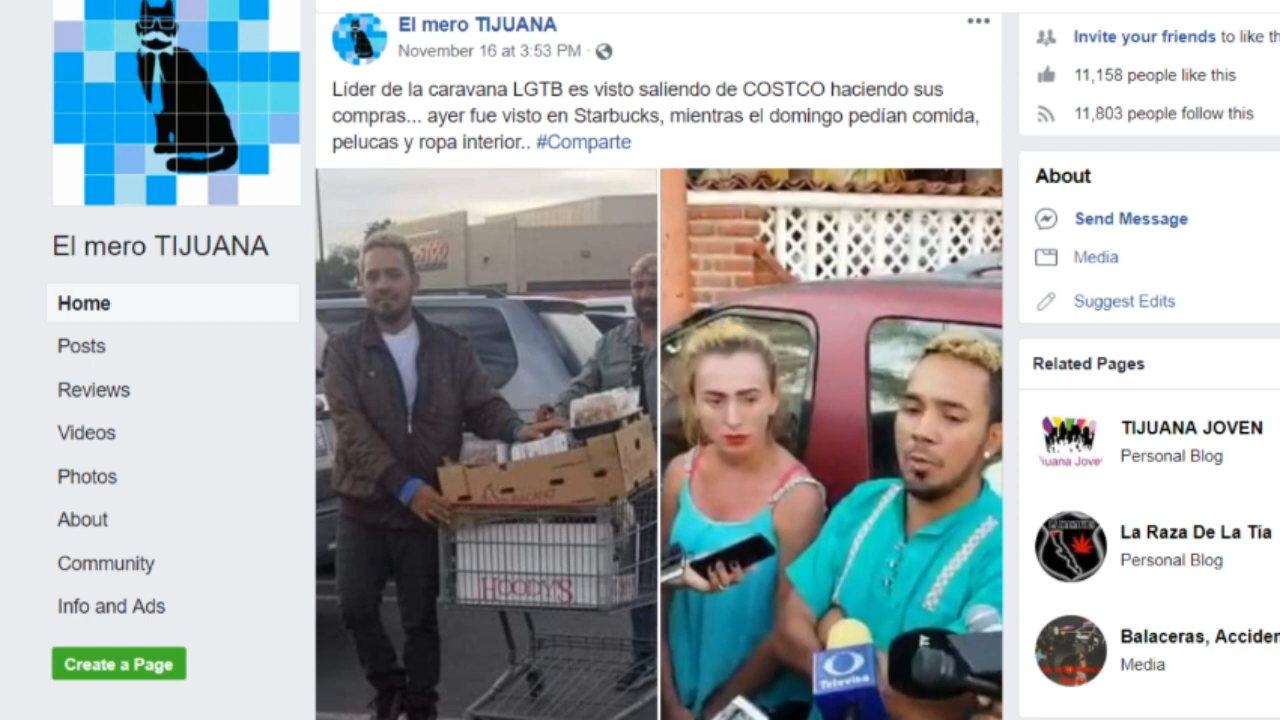 El mero TIJUANA
Home
Posts
Reviews
Videos
Photos
About
Community
Info and Ads
Create a Page
El mero TIJUANA
November 16 at 3:53 PM ·
Líder de la caravana LGTB es visto saliendo de COSTCO haciendo sus
compras... ayer fue visto en Starbucks, mientras el domingo pedían comida,
pelucas y ropa interior.. #Comparte
HOODY'S
Televisa
Invite your friends to like th
11,158 people like this
11,803 people follow this
About
Send Message
Media
Suggest Edits
Related Pages
TIJUANA JOVEN
Personal Blog
La Raza De La Tía
Personal Blog
Balaceras, Acciden
Media